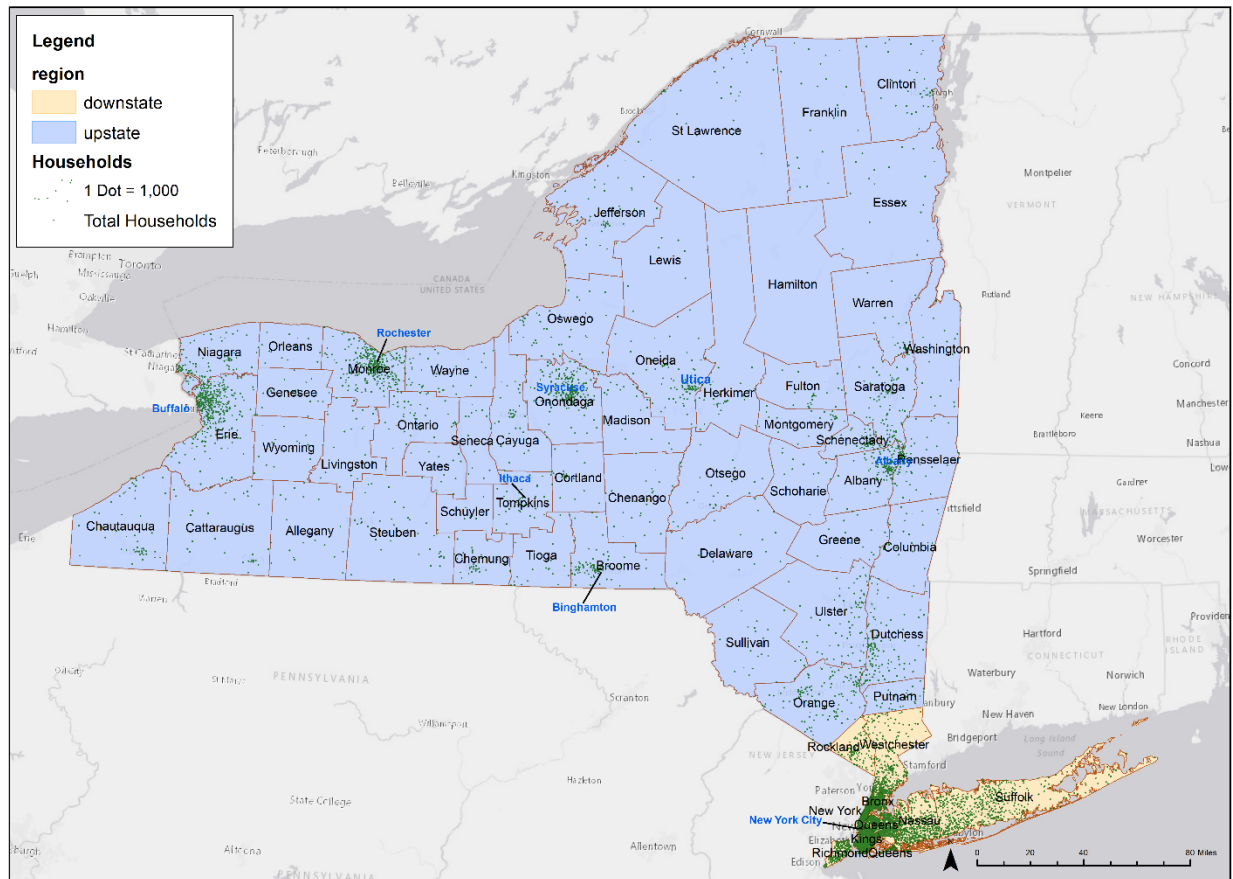 Legend
region
downstate
upstate
Households
1 Dot = 1,000
Total Households
Cornwall
Clinton
Franklin
St Lawrence
Peterborough
Belleville
Kingston
Montpelier
VERMONT
Essex
Jefferson
Lewis
Brampton
Toronto
Mississauga
Oakville
Hamilton
CANADA
UNITED STATES
Hamilton
Rutland
NEW HAMPSHIRE
Warren
Oswego
Rochester
Niagara
Orleans
Monroe
Wayne
Oneida
Washington
Concord
Syracuse
Utica
Fulton
Saratoga
Genesee
Onondaga
Herkimer
Manchester
Buffalo
Keene
Erie
Ontario
Madison
Montgomery
Brattleboro
Nashua
Wyoming
Seneca
Cayuga
Schenectady
Livingston
Yates
Otsego
Albany
Rensselaer
Ithaca
Cortland
Schoharie
Albany
Gardner
Tompkins
Chenango
Schuyler
MASSACHUSETTS
Chautauqua
Cattaraugus
Allegany
Steuben
Greene
Columbia
Worcester
Erie
Chemung
Tioga
Broome
Delaware
Bradford
Springfield
Warren
Binghamton
Ulster
Sullivan
Dutchess
Hartford
RHODE
ISLAND
CONNECTICUT
Oil City
St Marys
PENNSYLVANIA
Waterbury
Norwich
Scranton
Orange
Putnam
New London
Williamsport
New Haven
Rockland
Westchester
Bridgeport
Long Island
Sound
NEW JERSEY
Stamford
Hazleton
Paterson
State College
Bronx
Suffolk
New York
New York City
Queens
Nassau
Kings
Altoona
Allentown
Edison
Richmond
Queens
0 20 40 80 Miles
PENNSYLVANIA